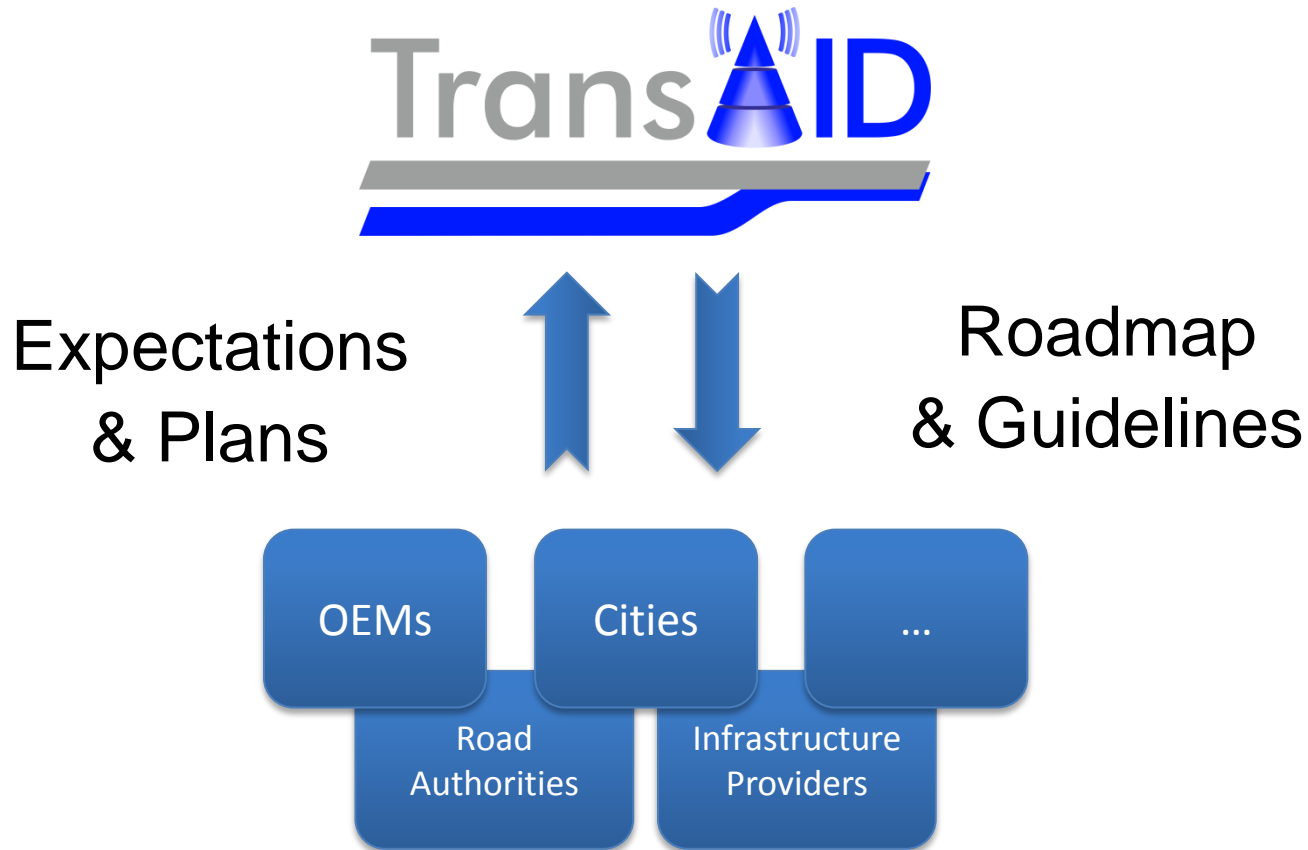 TransAID
Expectations
& Plans
Roadmap
& Guidelines
OEMs
Cities
...
Road
Authorities
Infrastructure
Providers